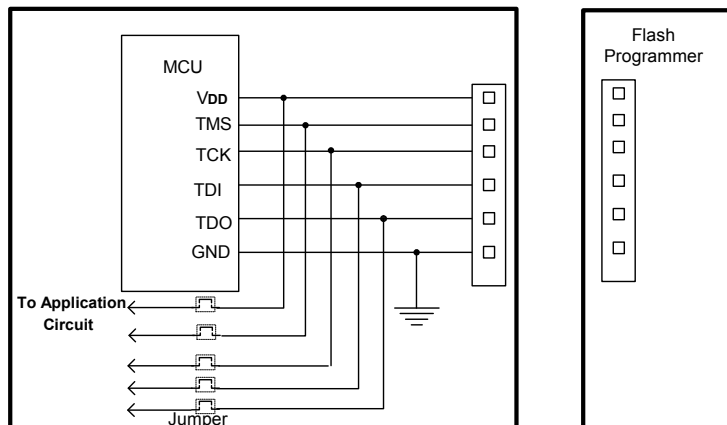 MCU
VDD
TMS
TCK
TDI
TDO
GND
To Application
Circuit
Jumper
Flash
Programmer